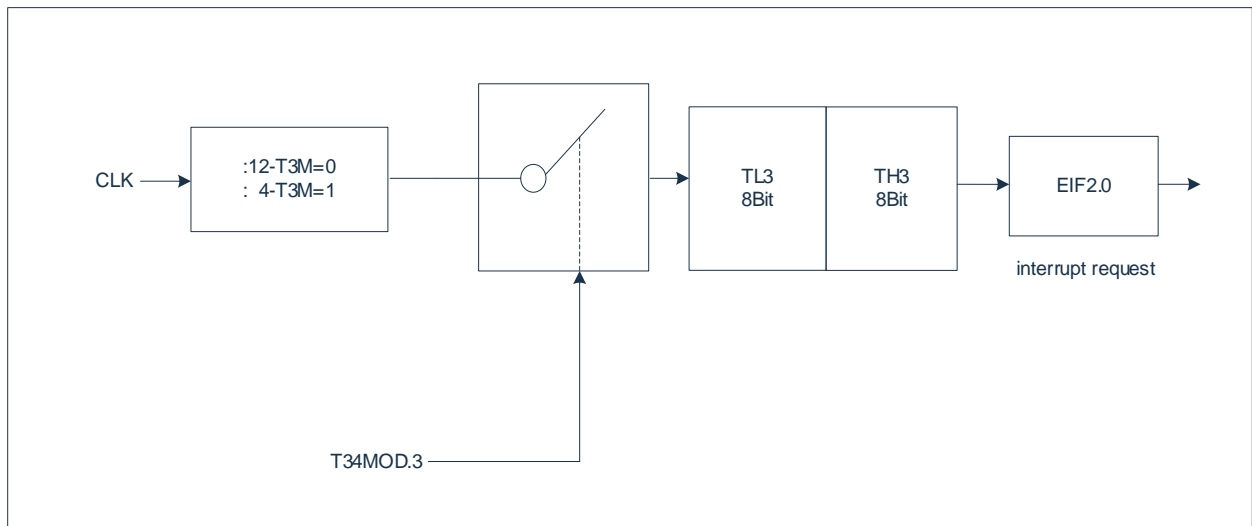 CLK
:12-T3M=0
: 4-T3M=1
TL3
8Bit
TH3
8Bit
EIF2.0
interrupt request
T34MOD.3